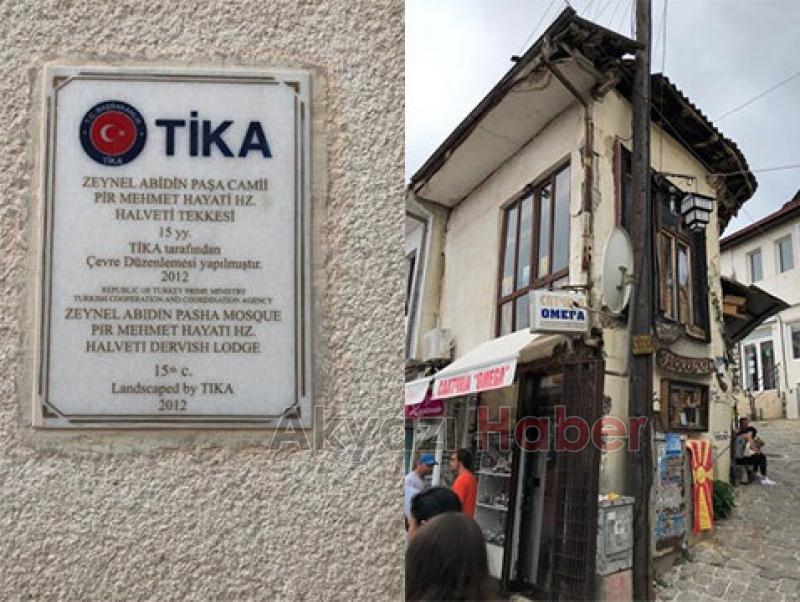 T.C. BAŞBAKANLIK
TİKA
TİKA
ZEYNEL ABİDİN PAŞA CAMİİ
PİR MEHMET HAYATİ HZ.
HALVETİ TEKKESİ
15 yy.
TİKA tarafından
Çevre Düzenlemesi yapılmıştır.
2012
REPUBLIC OF TURKEY PRIME MINISTRY
TURKISH COOPERATION AND COORDINATION AGENCY
ZEYNEL ABIDIN PASHA MOSQUE
PIR MEHMET HAYATI HZ.
HALVETI DERVISH LODGE
15th c.
Landscaped by TIKA
2012
ОМЕГА
"OMEGA"
Akyazı Haber